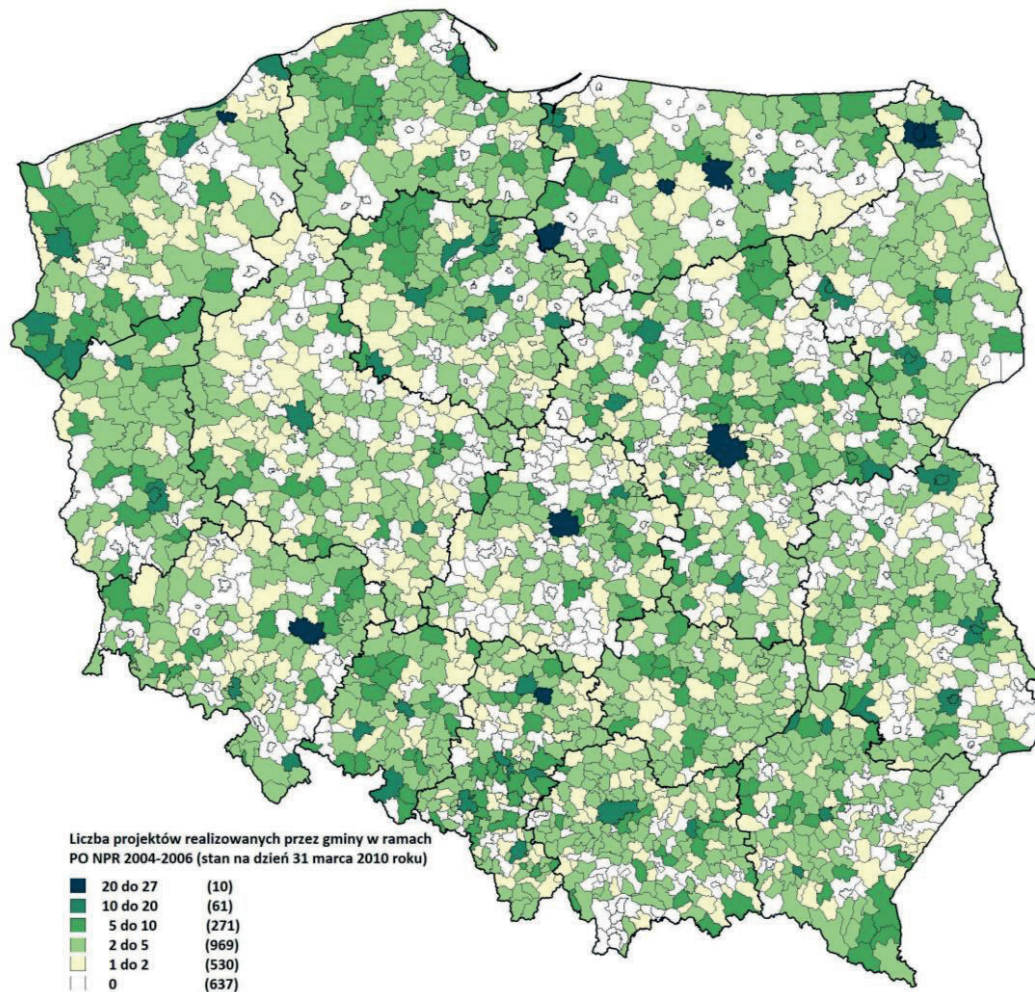 Liczba projektów realizowanych przez gminy w ramach
PO NPR 2004-2006 (stan na dzień 31 marca 2010 roku)
20 do 27 (10)
10 do 20 (61)
5 do 10 (271)
2 do 5 (969)
1 do 2 (530)
0 (637)